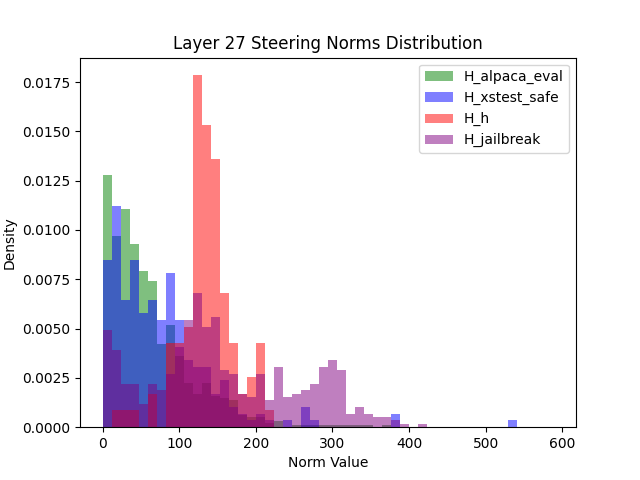 Layer 27 Steering Norms Distribution
H_alpaca_eval
H_xstest_safe
H_h
H_jailbreak
Density
0.0175
0.0150
0.0125
0.0100
0.0075
0.0050
0.0025
0.0000
0 100 200 300 400 500 600
Norm Value